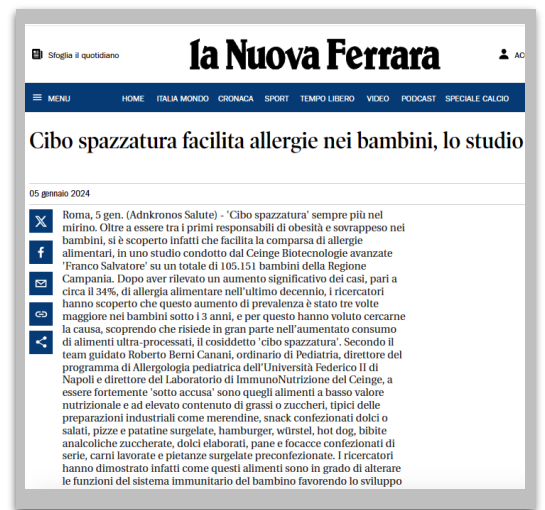 Sfoglia il quotidiano
la Nuova Ferrara
AC
MENU HOME ITALIA MONDO CRONACA SPORT TEMPO LIBERO VIDEO PODCAST SPECIALE CALCIO
Cibo spazzatura facilita allergie nei bambini, lo studio
05 gennaio 2024
Roma, 5 gen. (Adnkronos Salute) - 'Cibo spazzatura' sempre più nel
mirino. Oltre a essere tra i primi responsabili di obesità e sovrappeso nei
bambini, si è scoperto infatti che facilita la comparsa di allergie
alimentari, in uno studio condotto dal Ceinge Biotecnologie avanzate
'Franco Salvatore' su un totale di 105.151 bambini della Regione
Campania. Dopo aver rilevato un aumento significativo dei casi, pari a
circa il 34%, di allergia alimentare nell'ultimo decennio, i ricercatori
hanno scoperto che questo aumento di prevalenza è stato tre volte
maggiore nei bambini sotto i 3 anni, e per questo hanno voluto cercarne
la causa, scoprendo che risiede in gran parte nell'aumentato consumo
di alimenti ultra-processati, il cosiddetto 'cibo spazzatura'. Secondo il
team guidato Roberto Berni Canani, ordinario di Pediatria, direttore del
programma di Allergologia pediatrica dell'Università Federico II di
Napoli e direttore del Laboratorio di ImmunoNutrizione del Ceinge, a
essere fortemente 'sotto accusa' sono quegli alimenti a basso valore
nutrizionale e ad elevato contenuto di grassi o zuccheri, tipici delle
preparazioni industriali come merendine, snack confezionati dolci o
salati, pizze e patatine surgelate, hamburger, würstel, hot dog, bibite
analcoliche zuccherate, dolci elaborati, pane e focacce confezionati di
serie, carni lavorate e pietanze surgelate preconfezionate. I ricercatori
hanno dimostrato infatti come questi alimenti sono in grado di alterare
le funzioni del sistema immunitario del bambino favorendo lo sviluppo